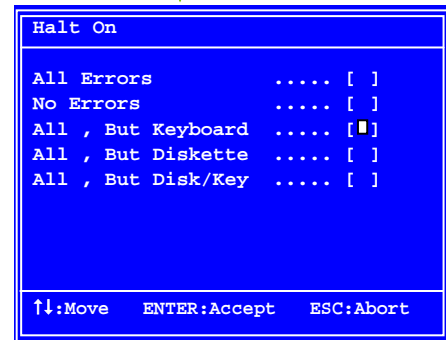 Halt On
All Errors ..... [ ]
No Errors ..... [ ]
All , But Keyboard ..... [■]
All , But Diskette ..... [ ]
All , But Disk/Key ..... [ ]
↑↓:Move ENTER:Accept ESC:Abort